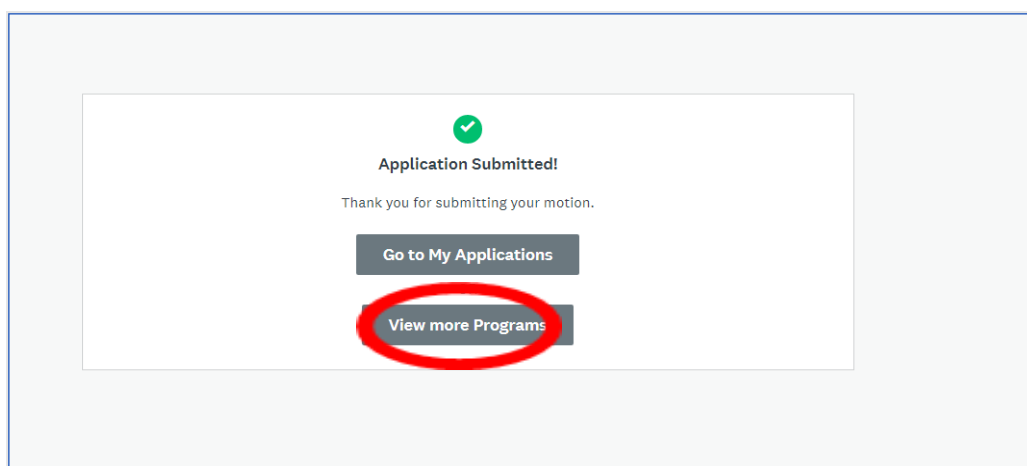 Application Submitted!
Thank you for submitting your motion.
Go to My Applications
View more Programs